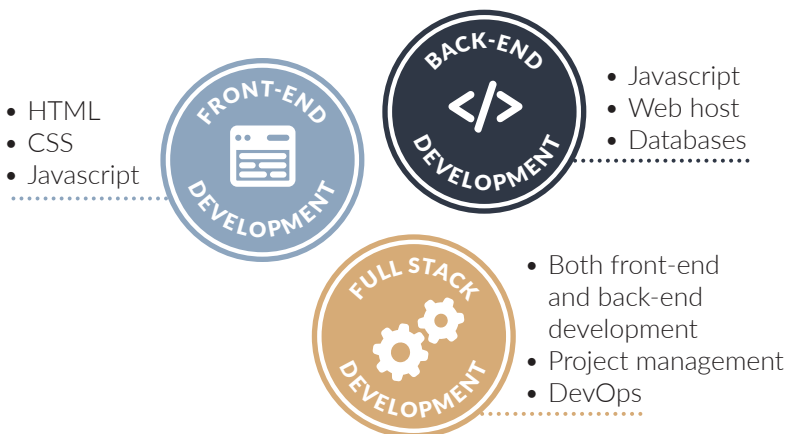 FRONT-END
DEVELOPMENT
• HTML
• CSS
• Javascript
BACK-END
DEVELOPMENT
• Javascript
• Web host
• Databases
FULL STACK
DEVELOPMENT
• Both front-end
and back-end
development
• Project management
• DevOps